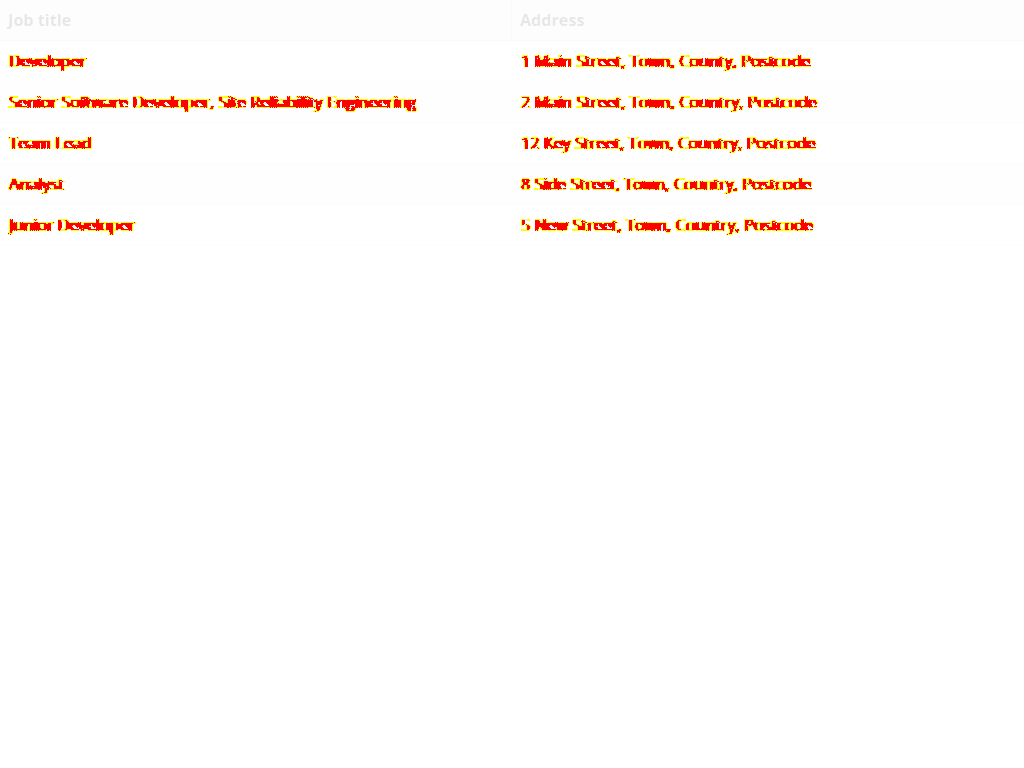 Job title Address
Developer 1 Main Street, Town, County, Postcode
Senior Software Developer, Site Reliability Engineering 2 Main Street, Town, Country, Postcode
Team Lead 12 Key Street, Town, Country, Postcode
Analyst 8 Side Street, Town, Country, Postcode
Junior Developer 5 New Street, Town, Country, Postcode